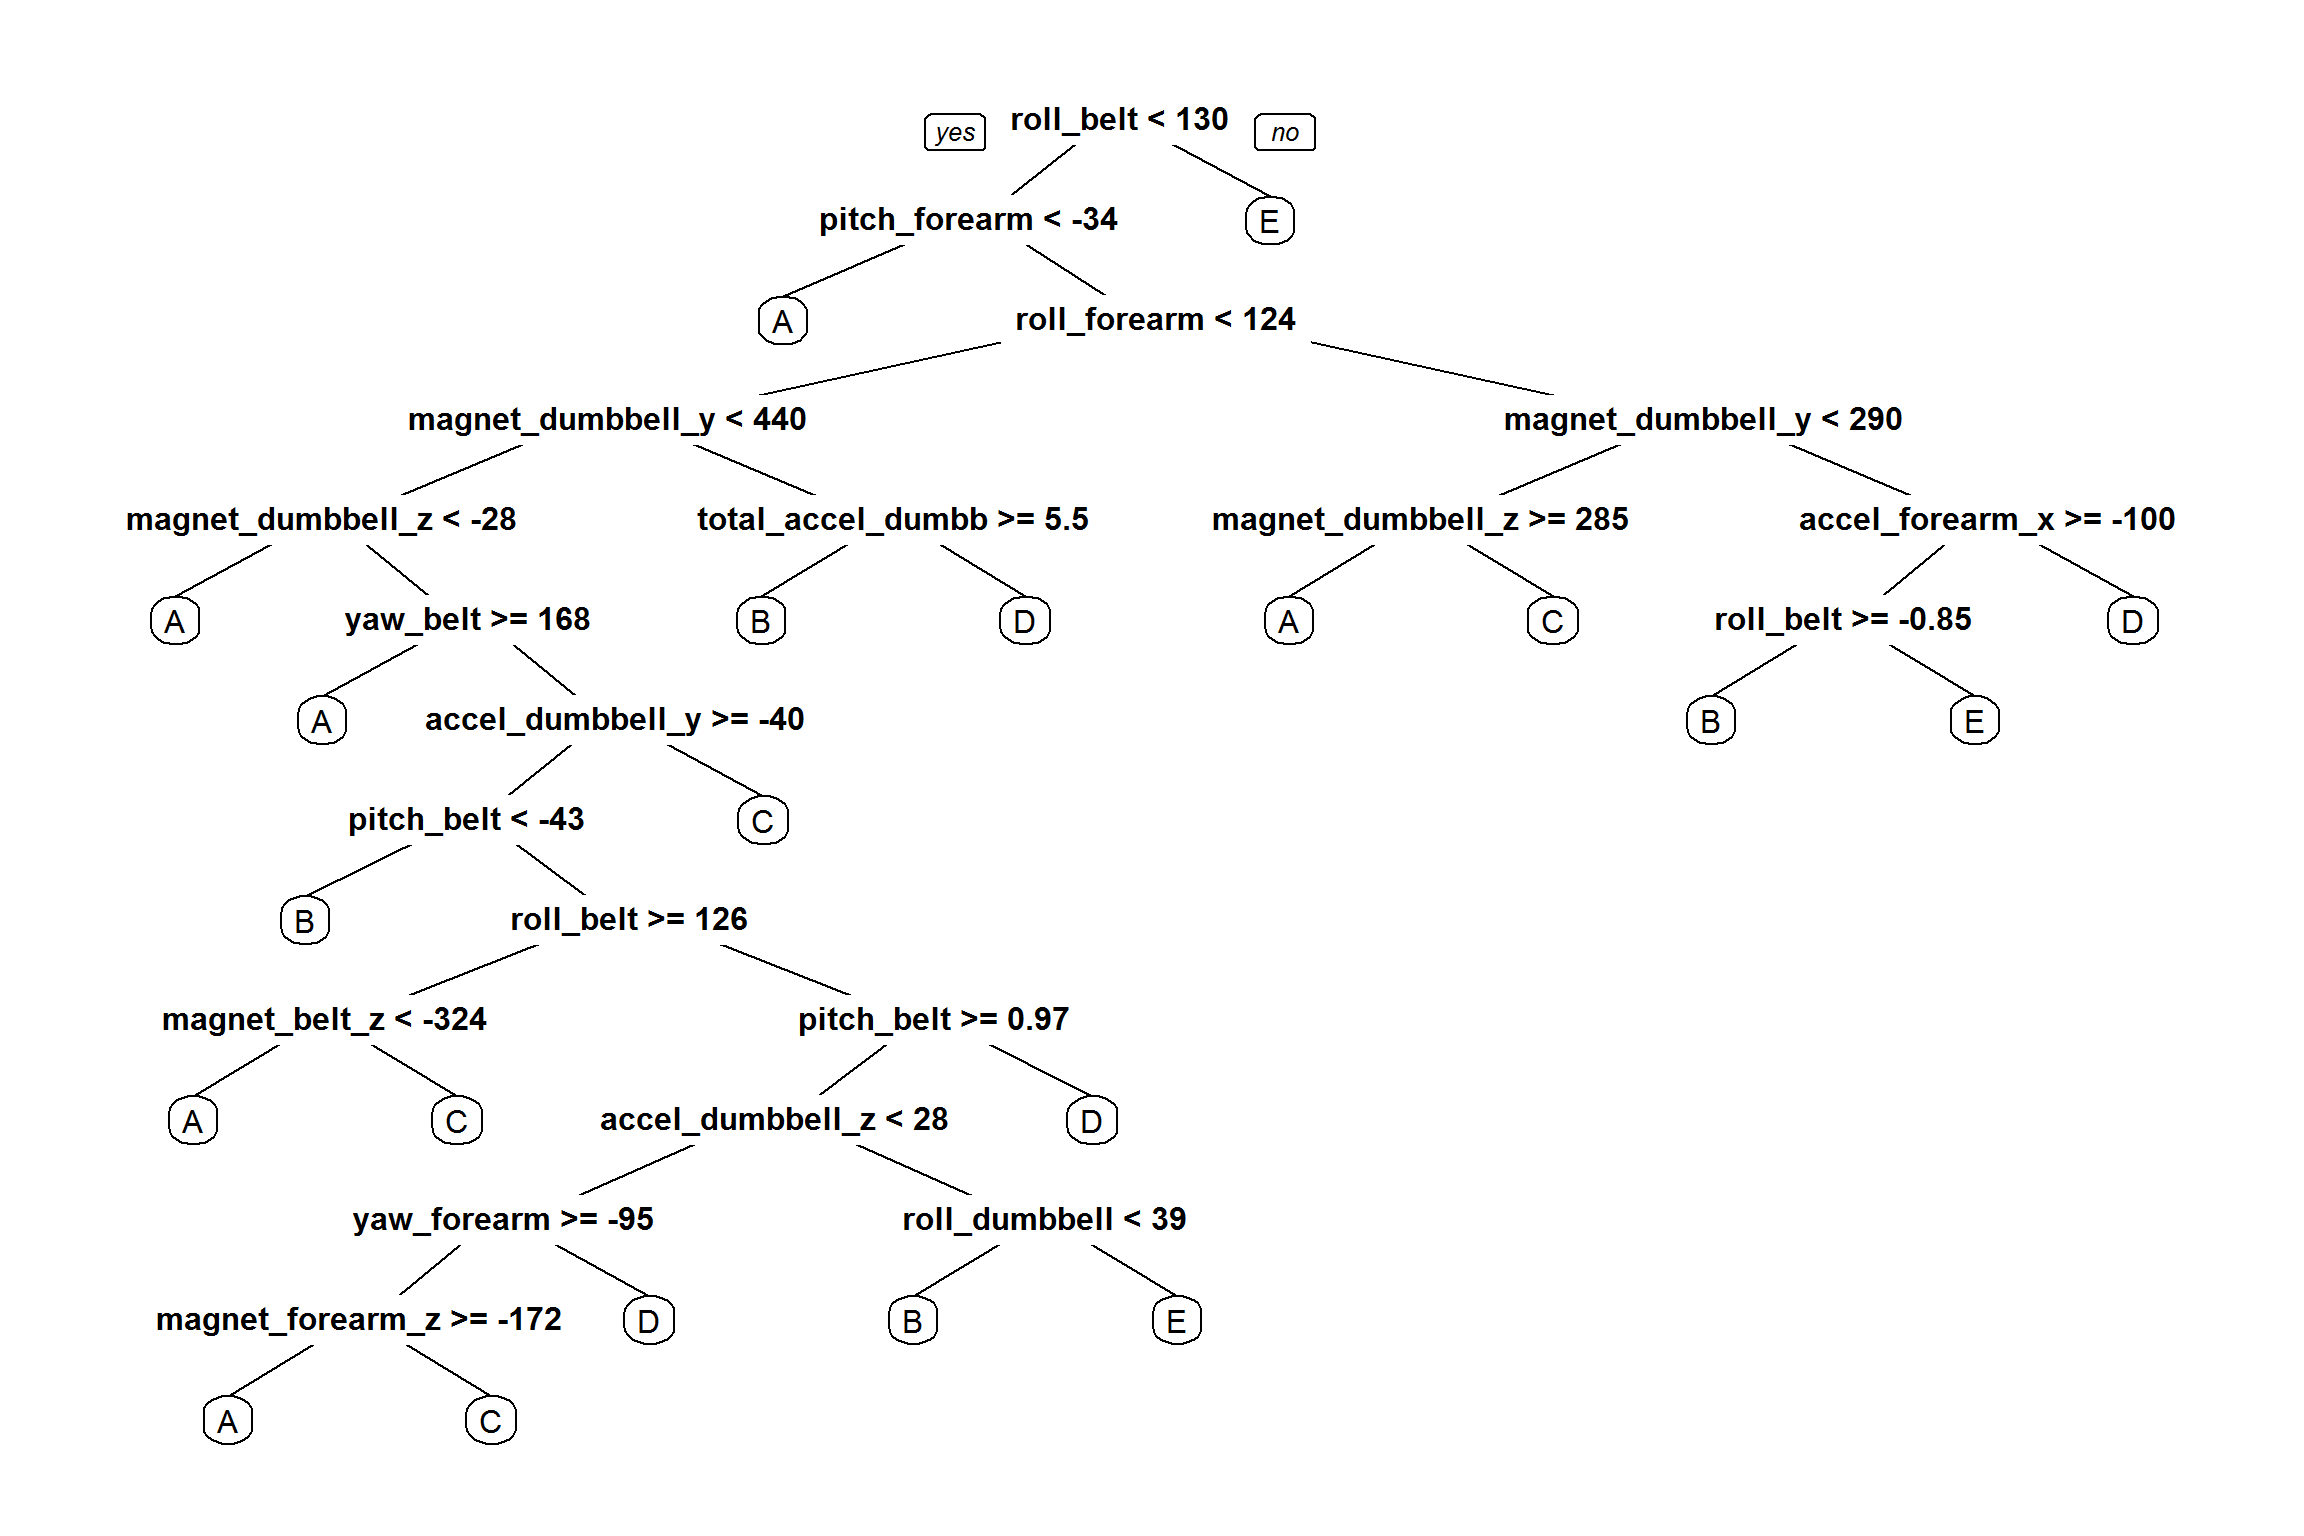 yes roll_belt < 130 no
pitch_forearm < -34 E
A roll_forearm < 124
magnet_dumbbell_y < 440 magnet_dumbbell_y < 290
magnet_dumbbell_z < -28 total_accel_dumbb >= 5.5 magnet_dumbbell_z >= 285 accel_forearm_x >= -100
A yaw_belt >= 168 B D A C roll_belt >= -0.85 D
A accel_dumbbell_y >= -40 B E
pitch_belt < -43 C
B roll_belt >= 126
magnet_belt_z < -324 pitch_belt >= 0.97
A C accel_dumbbell_z < 28 D
yaw_forearm >= -95 roll_dumbbell < 39
magnet_forearm_z >= -172 D B E
A C